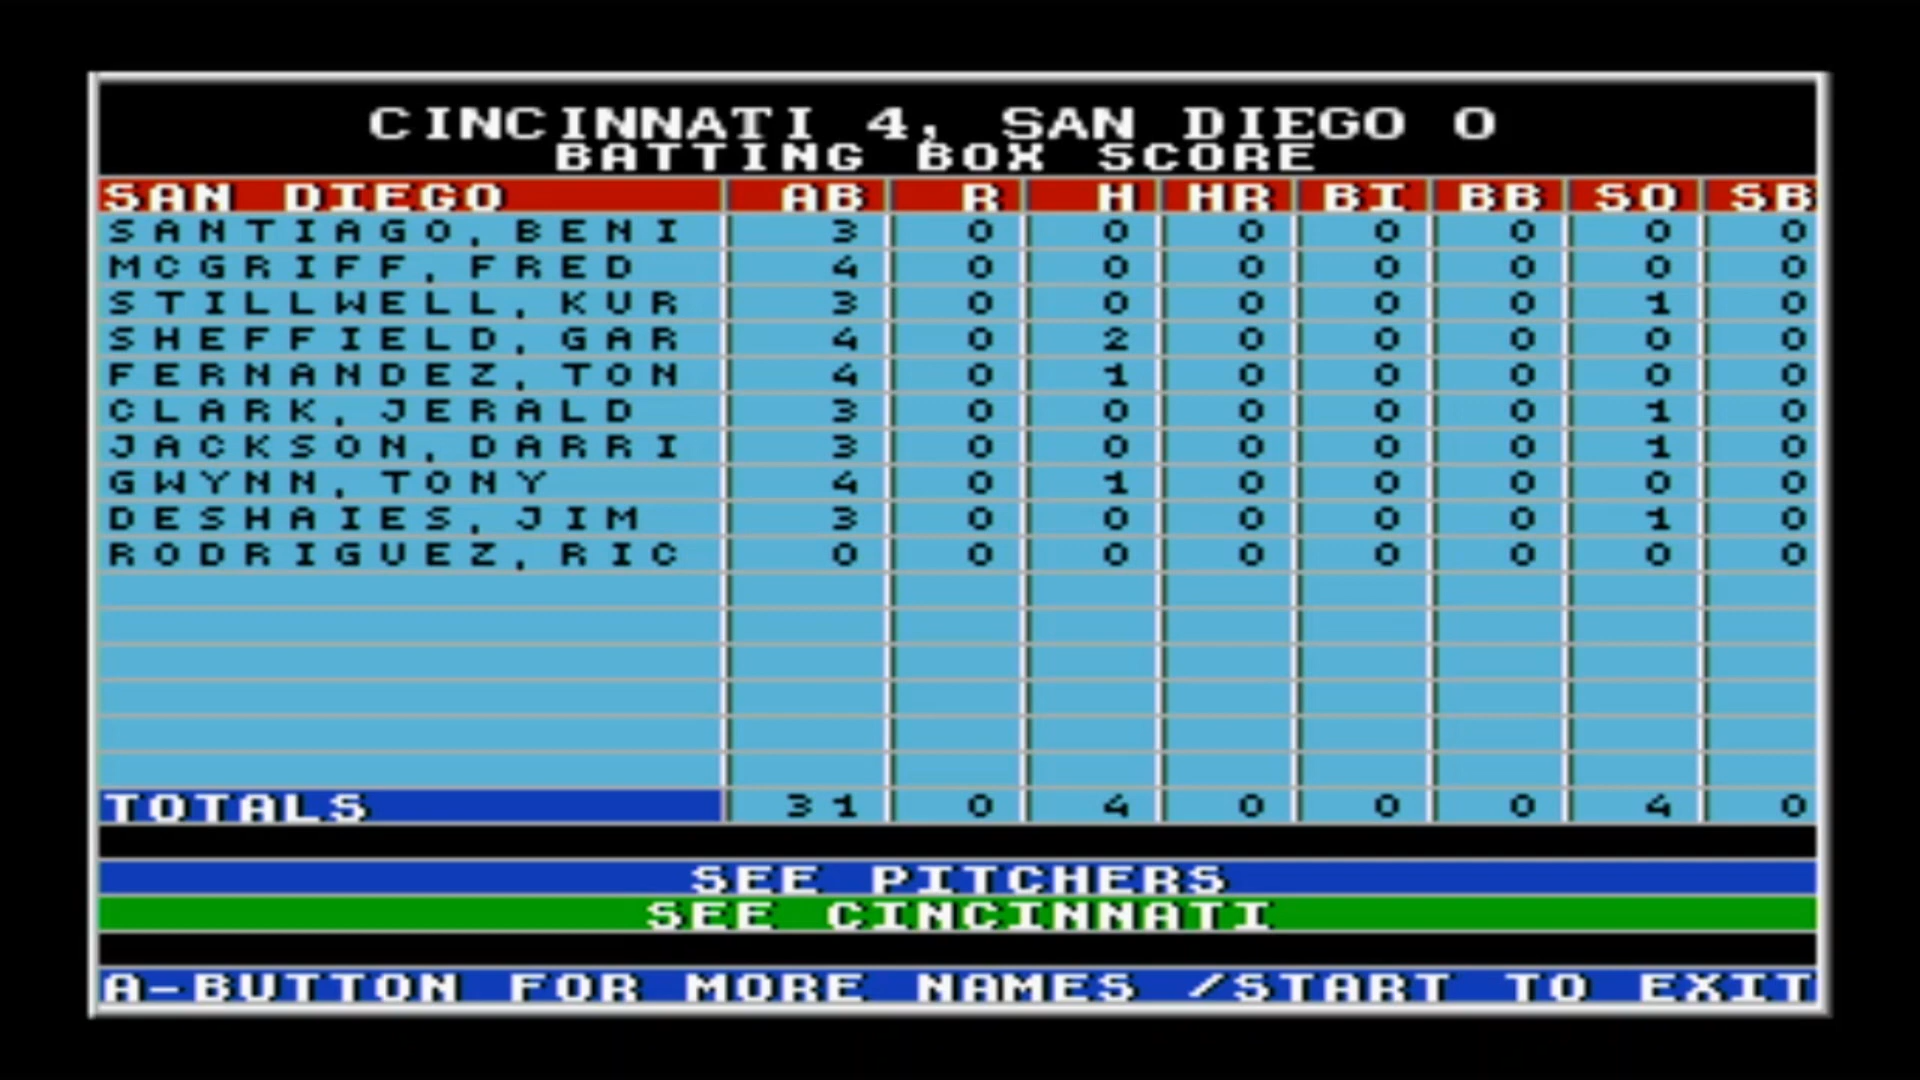 CINCINNATI 4, SAN DIEGO 0
BATTING BOX SCORE
SAN DIEGO AB R H HR BI BB SO SB
SANTIAGO, BENI 3 0 0 0 0 0 0 0
MCGRIFF, FRED 4 0 0 0 0 0 0 0
STILLWELL, KUR 3 0 0 0 0 0 1 0
SHEFFIELD, GAR 4 0 2 0 0 0 0 0
FERNANDEZ, TON 4 0 1 0 0 0 0 0
CLARK, JERALD 3 0 0 0 0 0 1 0
JACKSON, DARRI 3 0 0 0 0 0 1 0
GWYNN, TONY 4 0 1 0 0 0 0 0
DESHAIES, JIM 3 0 0 0 0 0 1 0
RODRIGUEZ, RIC 0 0 0 0 0 0 0 0
TOTALS 31 0 4 0 0 0 4 0
SEE PITCHERS
SEE CINCINNATI
A-BUTTON FOR MORE NAMES /START TO EXIT